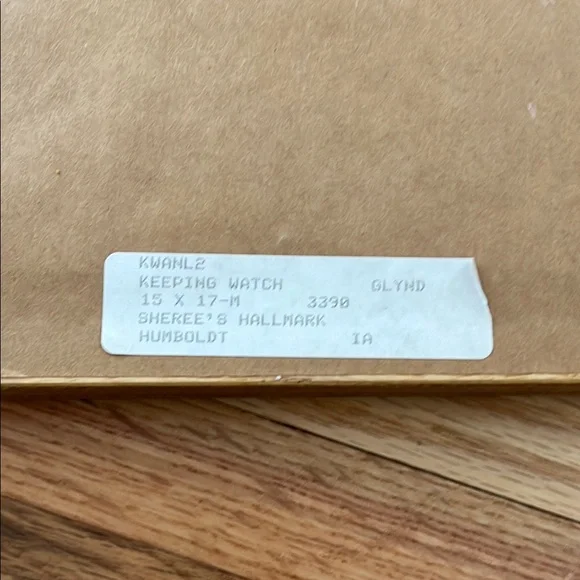 KWANL2
KEEPING WATCH GLYND
15 X 17-M 3390
SHEREE'S HALLMARK
HUMBOLDT IA